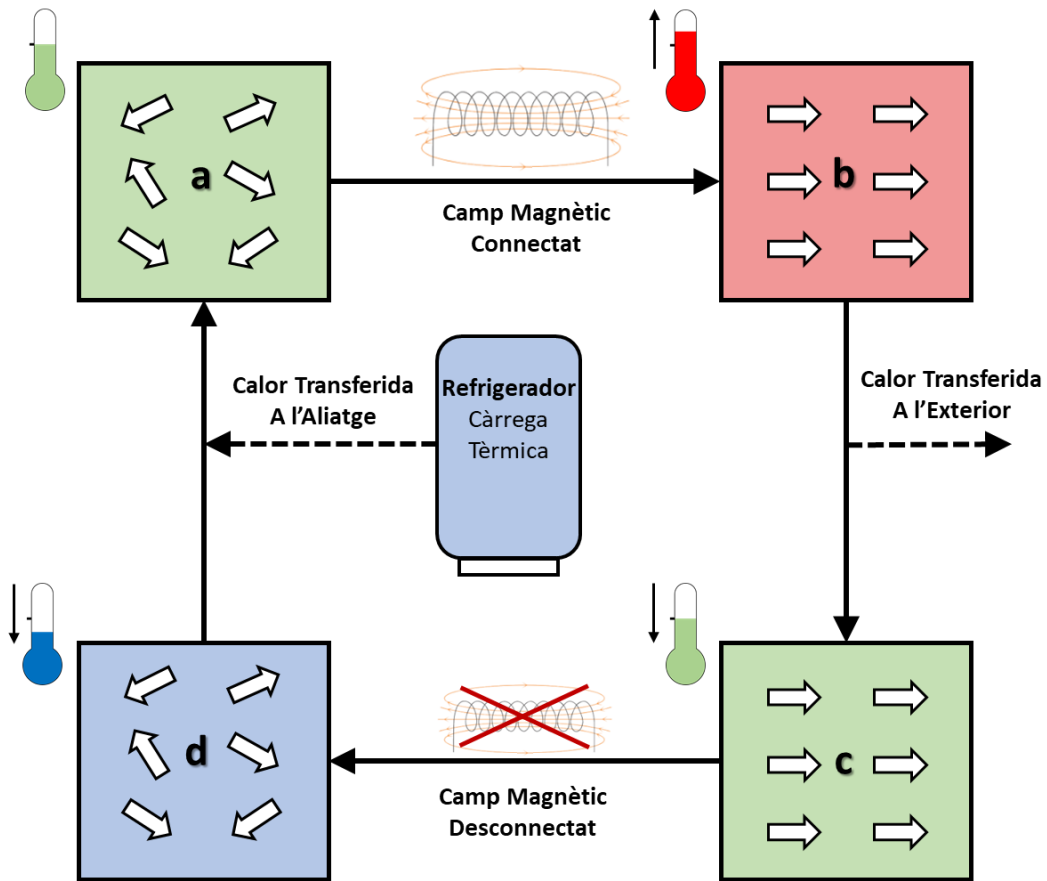 a
b
Camp Magnètic
Connectat
Calor Transferida
A l’Aliatge
Refrigerador
Càrrega
Tèrmica
Calor Transferida
A l’Exterior
d
c
Camp Magnètic
Desconnectat